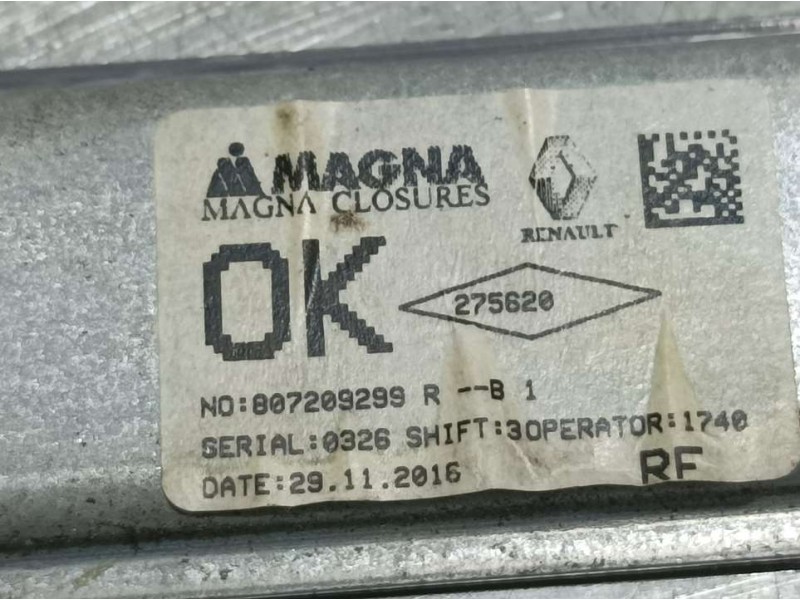 MAGNA
MAGNA CLOSURES
RENAULT
OK
275620
NO:807209299 R --B 1
SERIAL:0326 SHIFT:3OPERATOR:1740
DATE:29.11.2016
RF